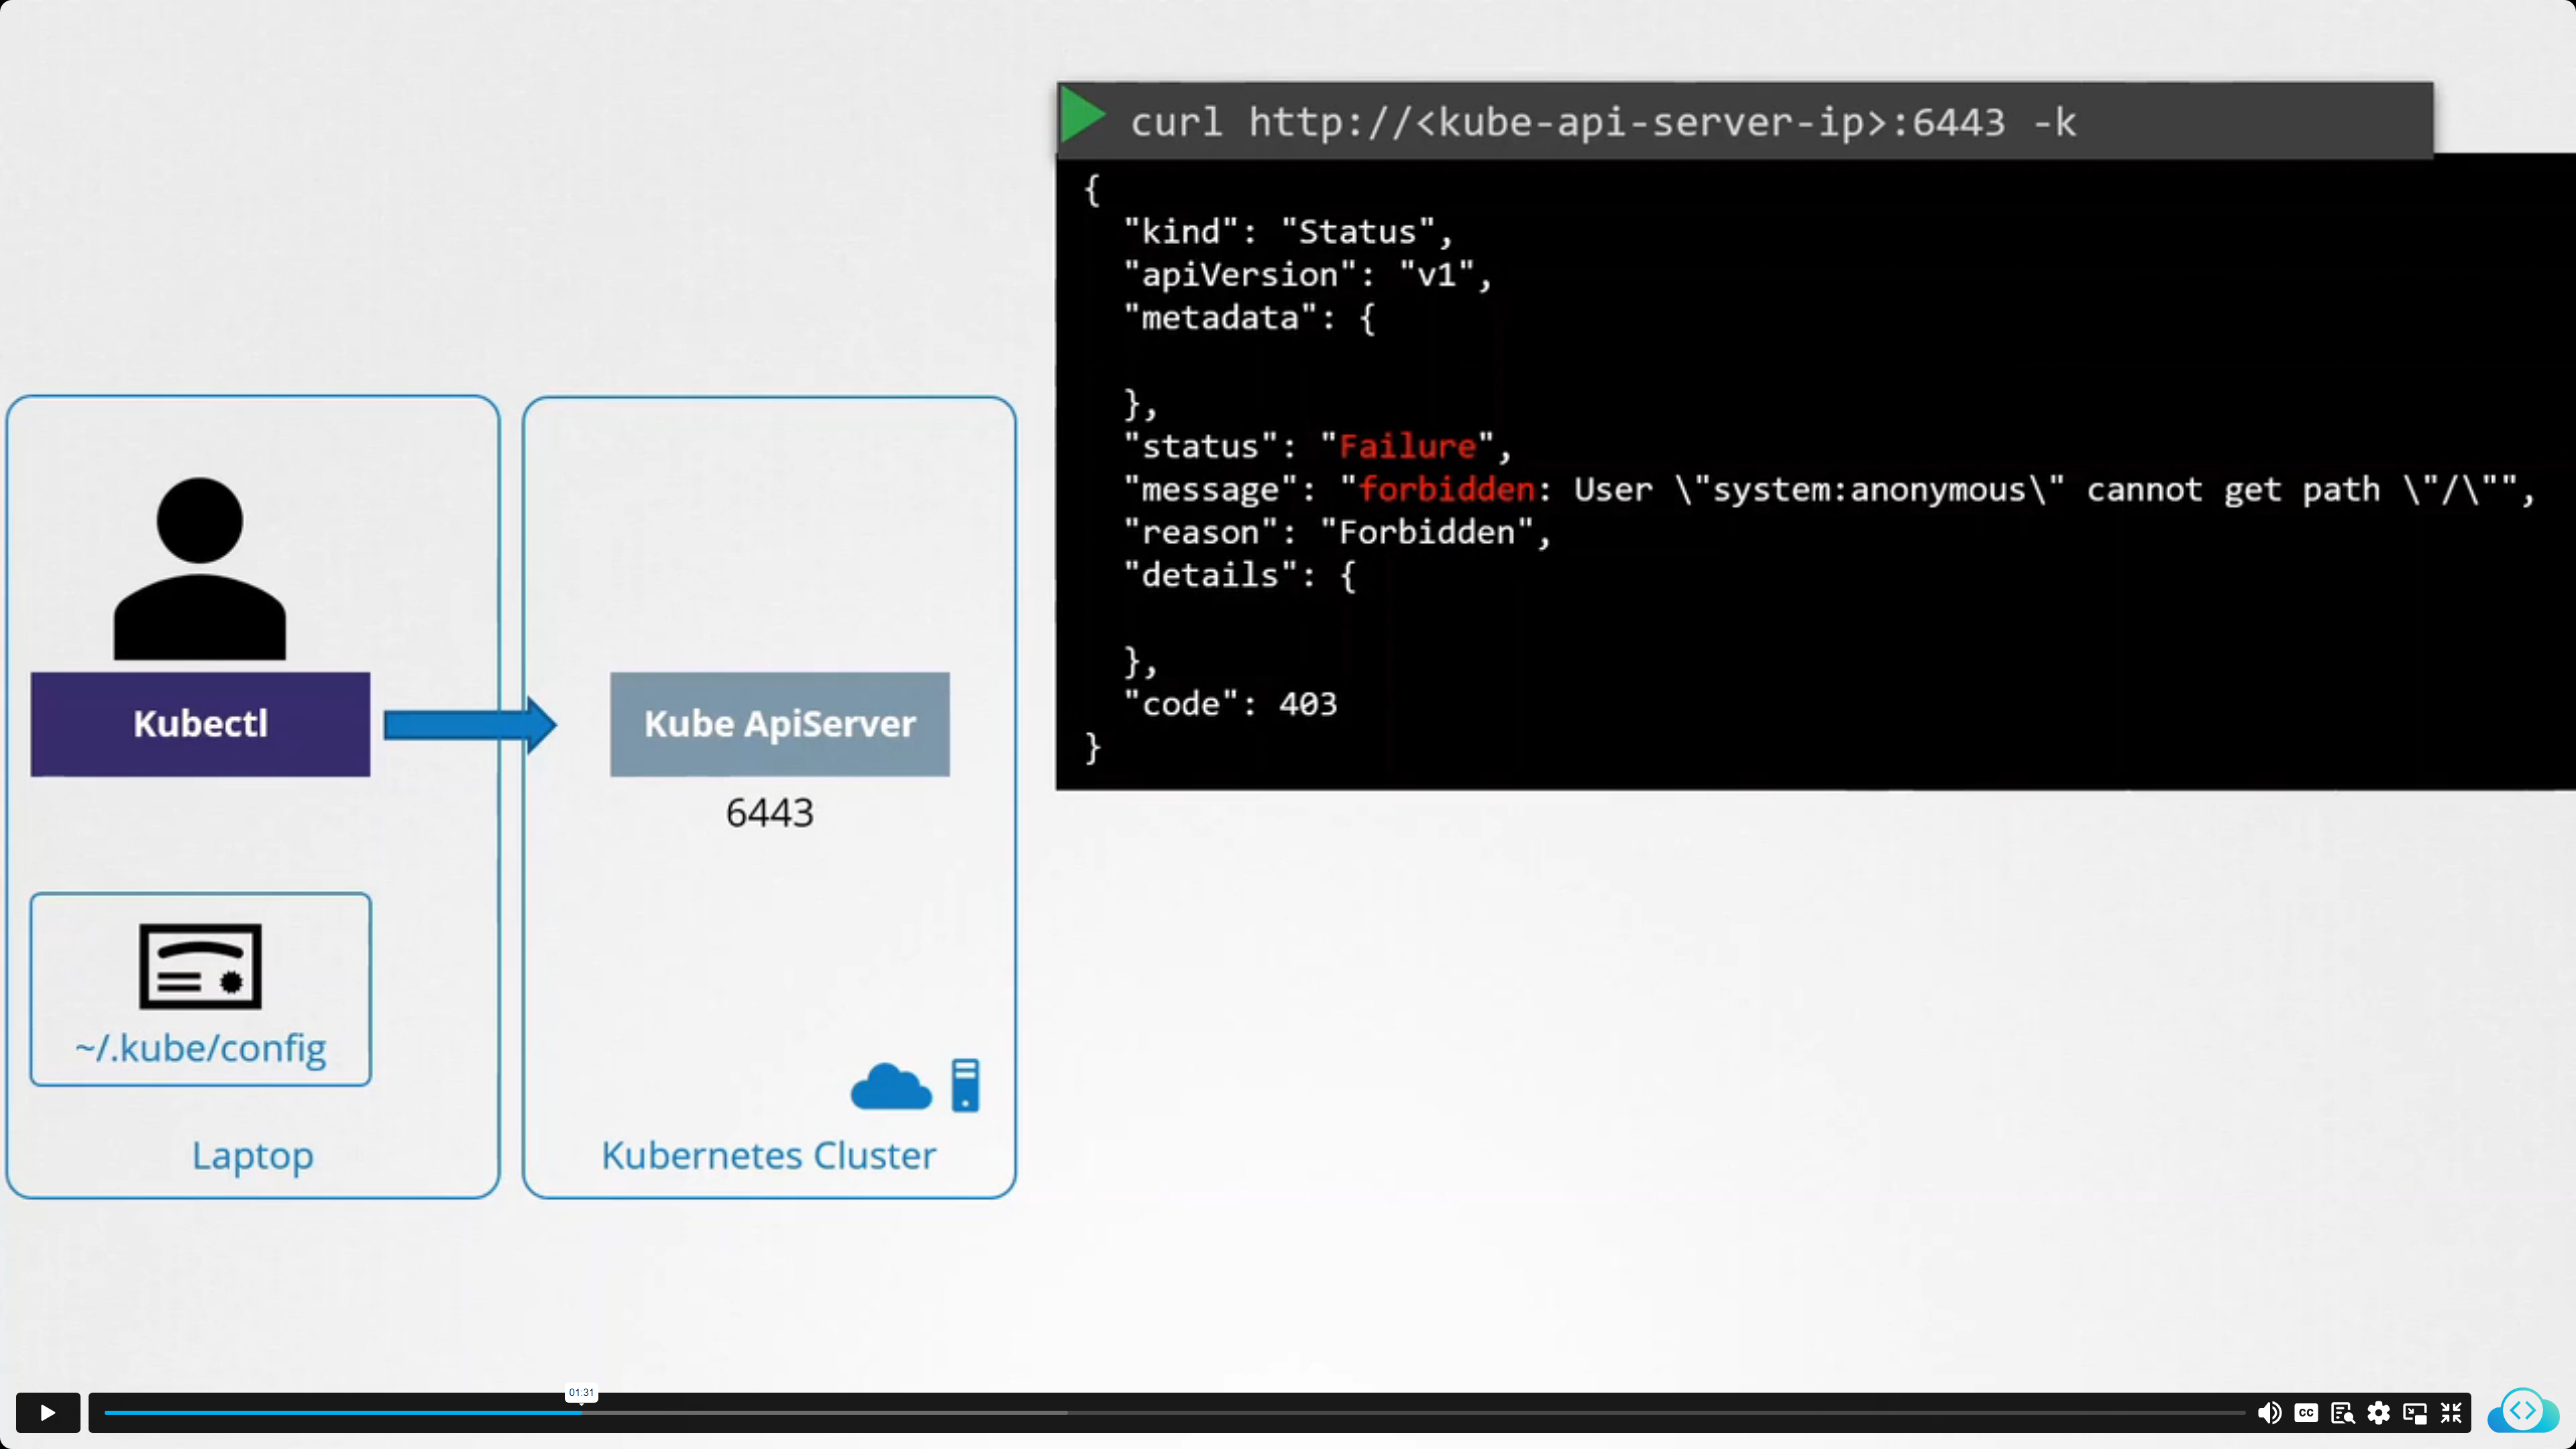 curl http://<kube-api-server-ip>:6443 -k
{
"kind": "Status",
"apiVersion": "v1",
"metadata": {
},
"status": "Failure",
"message": "forbidden: User \"system:anonymous\" cannot get path \"/\"",
"reason": "Forbidden",
"details": {
},
"code": 403
}
Kubectl
Kube ApiServer
6443
~/.kube/config
Laptop
Kubernetes Cluster
01:31
CC